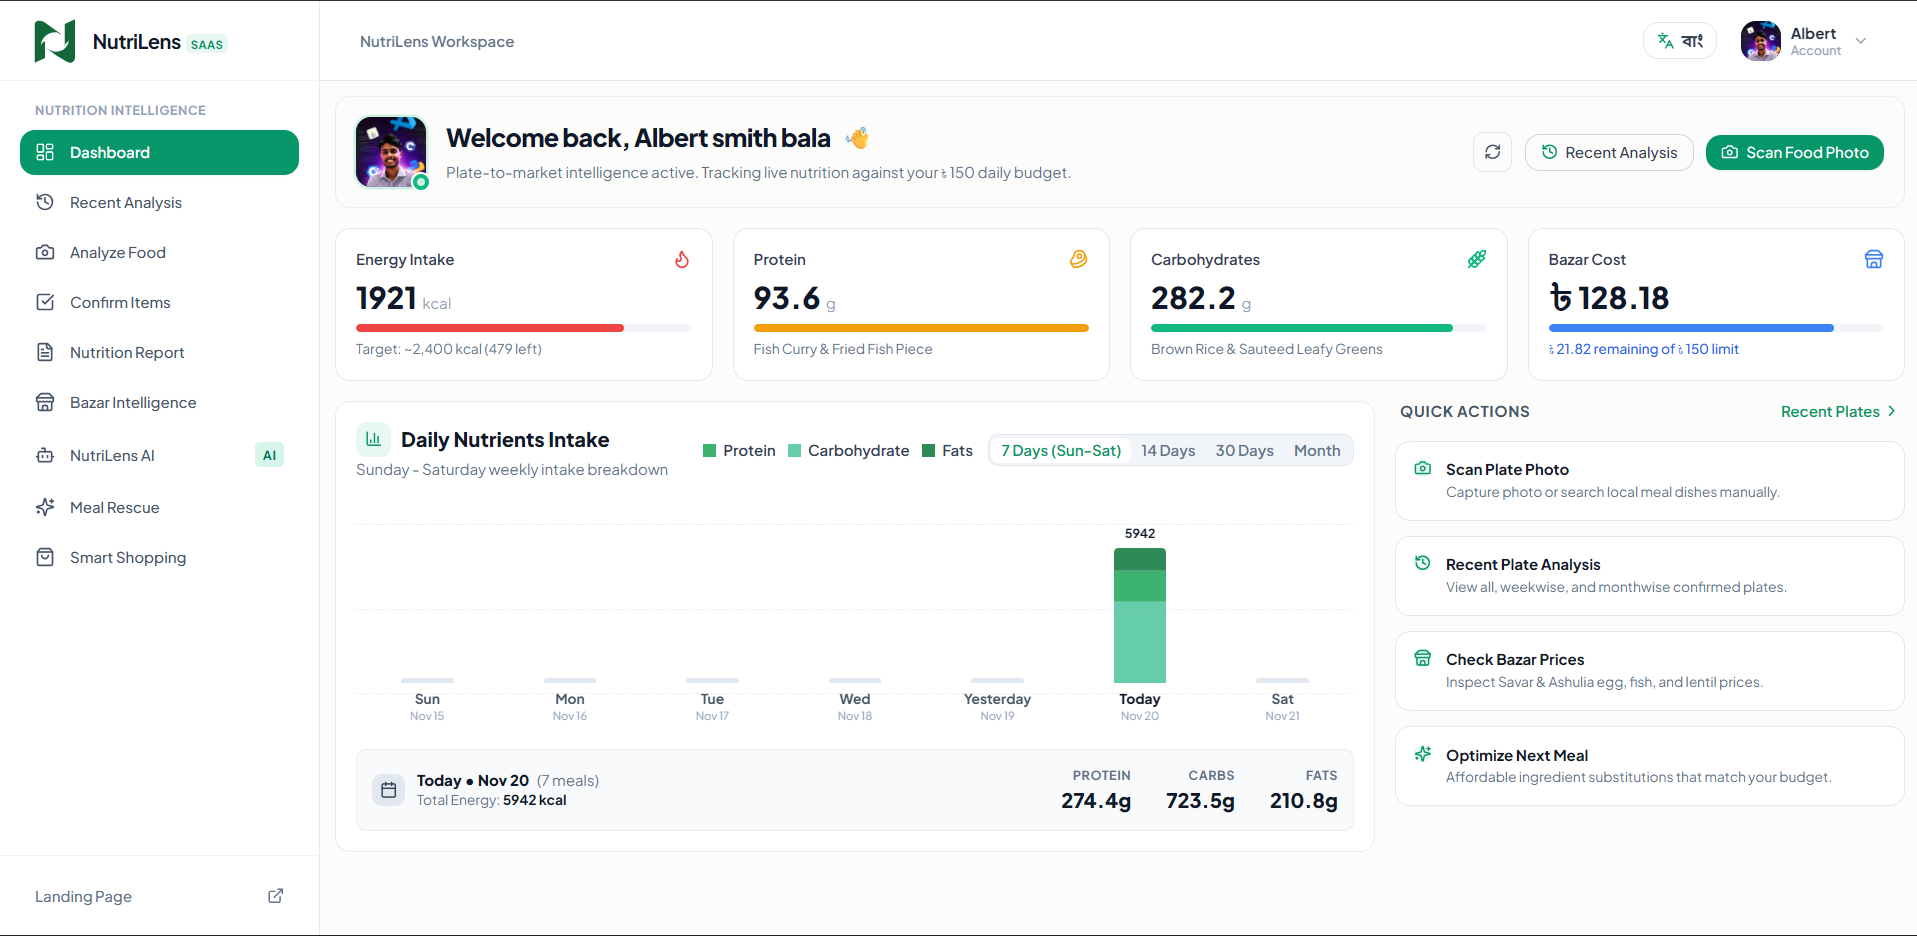 NutriLens SAAS
NutriLens Workspace
বাং
Albert
Account
NUTRITION INTELLIGENCE
Dashboard
Recent Analysis
Analyze Food
Confirm Items
Nutrition Report
Bazar Intelligence
NutriLens AI AI
Meal Rescue
Smart Shopping
Landing Page
Welcome back, Albert smith bala 👋
Plate-to-market intelligence active. Tracking live nutrition against your ৳ 150 daily budget.
Recent Analysis
Scan Food Photo
Energy Intake
1921 kcal
Target: ~2,400 kcal (479 left)
Protein
93.6 g
Fish Curry & Fried Fish Piece
Carbohydrates
282.2 g
Brown Rice & Sauteed Leafy Greens
Bazar Cost
৳ 128.18
৳ 21.82 remaining of ৳ 150 limit
Daily Nutrients Intake
Sunday - Saturday weekly intake breakdown
Protein Carbohydrate Fats
7 Days (Sun-Sat) 14 Days 30 Days Month
5942
Sun Mon Tue Wed Yesterday Today Sat
Nov 15 Nov 16 Nov 17 Nov 18 Nov 19 Nov 20 Nov 21
Today • Nov 20 (7 meals)
Total Energy: 5942 kcal
PROTEIN CARBS FATS
274.4g 723.5g 210.8g
QUICK ACTIONS
Recent Plates
Scan Plate Photo
Capture photo or search local meal dishes manually.
Recent Plate Analysis
View all, weekwise, and monthwise confirmed plates.
Check Bazar Prices
Inspect Savar & Ashulia egg, fish, and lentil prices.
Optimize Next Meal
Affordable ingredient substitutions that match your budget.